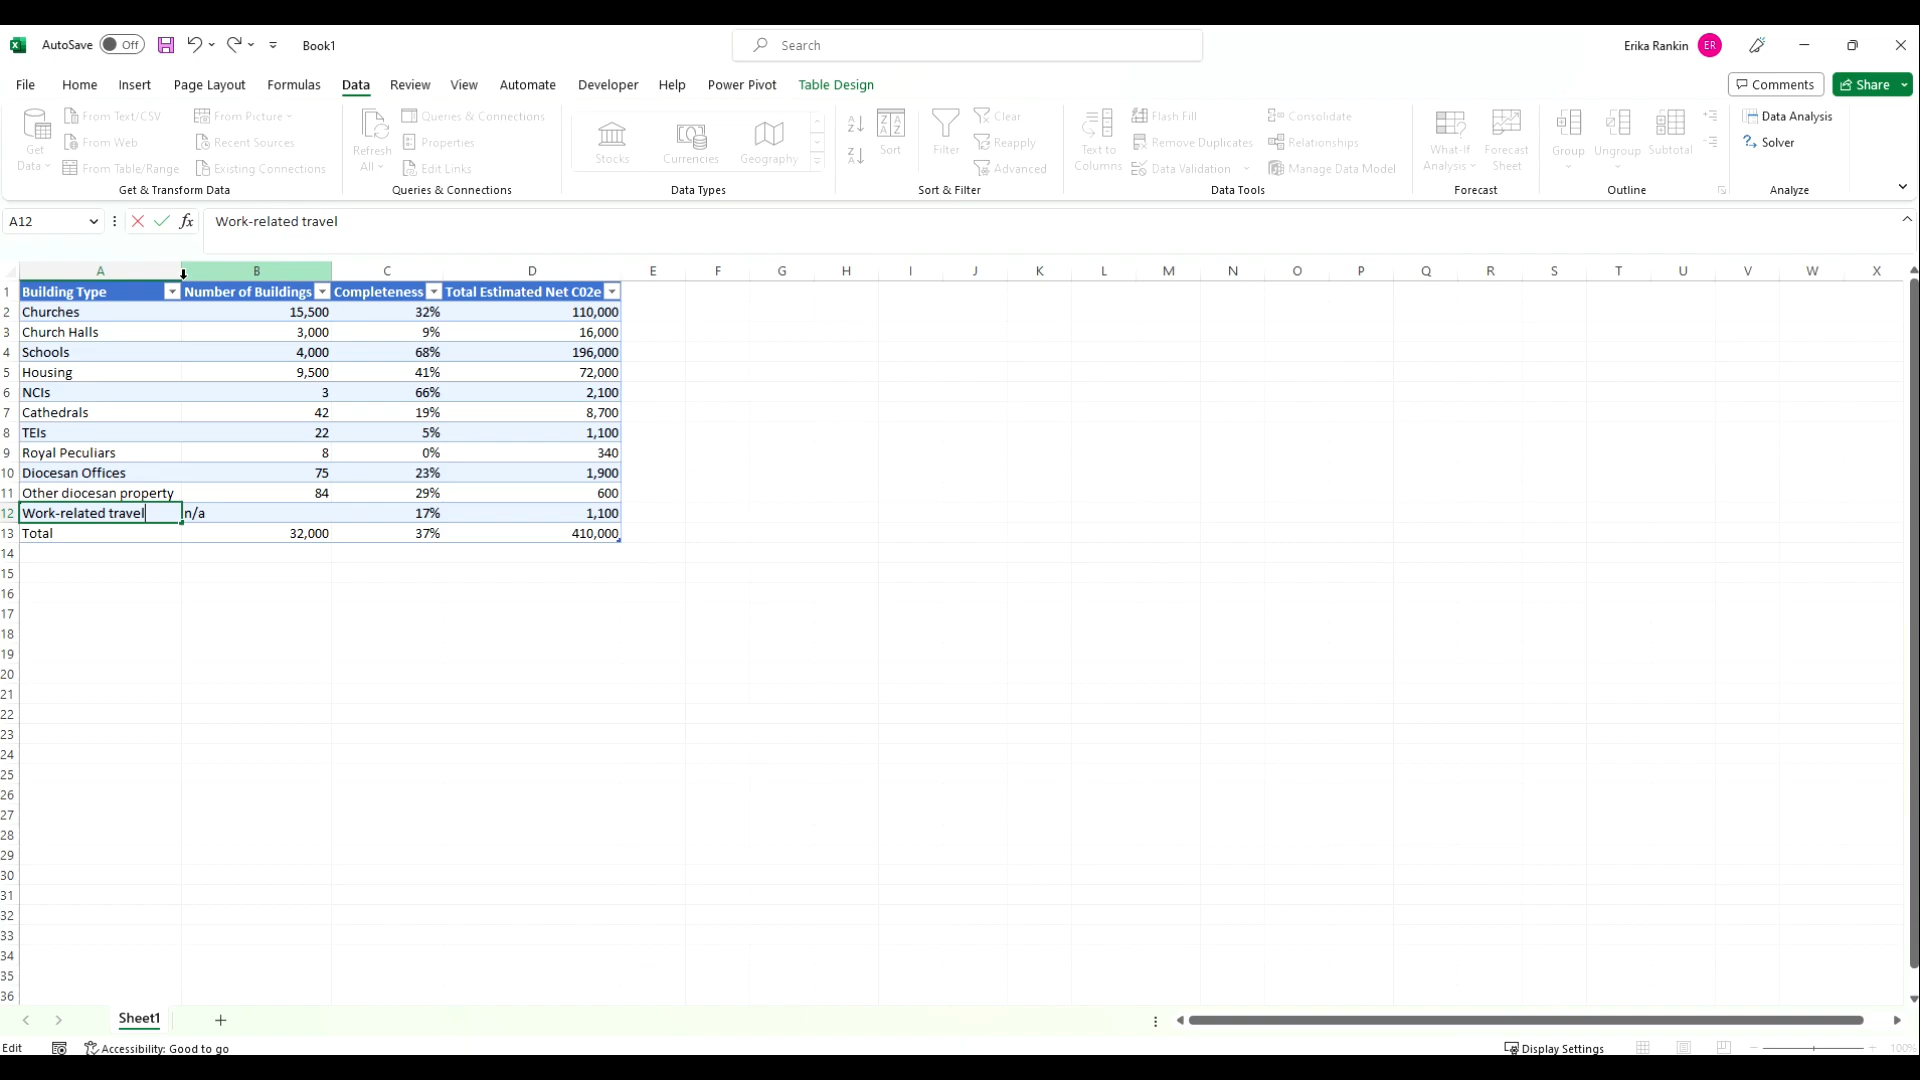 AutoSave Off Book1 Search Erika Rankin ER
File Home Insert Page Layout Formulas Data Review View Automate Developer Help Power Pivot Table Design Comments Share
Get Data From Text/CSV From Web From Table/Range From Picture Recent Sources Existing Connections
Refresh All Queries & Connections Properties Edit Links
Stocks Currencies Geography
Sort Filter Clear Reapply Advanced
Text to Columns Flash Fill Remove Duplicates Data Validation Consolidate Relationships Manage Data Model
What-If Analysis Forecast Sheet
Group Ungroup Subtotal
Data Analysis Solver
Get & Transform Data Queries & Connections Data Types Sort & Filter Data Tools Forecast Outline Analyze
A12 fx Work-related travel
A B C D E F G H I J K L M N O P Q R S T U V W X
1 Building Type Number of Buildings Completeness Total Estimated Net C02e
2 Churches 15,500 32% 110,000
3 Church Halls 3,000 9% 16,000
4 Schools 4,000 68% 196,000
5 Housing 9,500 41% 72,000
6 NCIs 3 66% 2,100
7 Cathedrals 42 19% 8,700
8 TEIs 22 5% 1,100
9 Royal Peculiars 8 0% 340
10 Diocesan Offices 75 23% 1,900
11 Other diocesan property 84 29% 600
12 Work-related travel n/a 17% 1,100
13 Total 32,000 37% 410,000
14
15
16
17
18
19
20
21
22
23
24
25
26
27
28
29
30
31
32
33
34
35
36
Sheet1
Edit Accessibility: Good to go Display Settings 100%